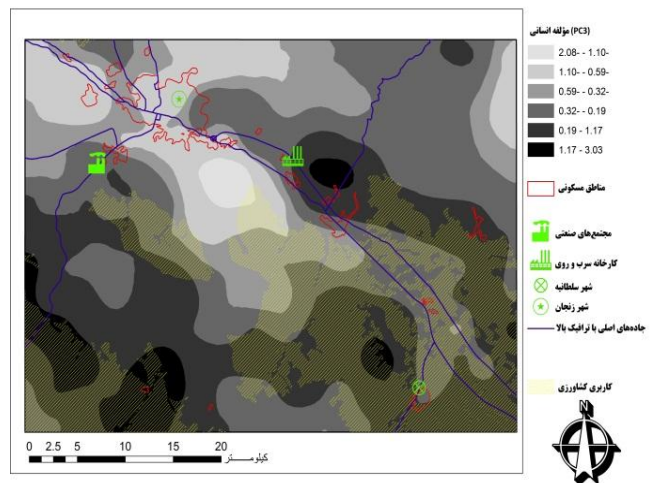 مؤلفه انسانی (PC3)
2.08- - 1.10-
1.10- - 0.59-
0.59- - 0.32-
0.32- - 0.19
0.19 - 1.17
1.17 - 3.03
مناطق مسکونی
مجتمع‌های صنعتی
کارخانه سرب و روی
شهر سلطانیه
شهر زنجان
جاده‌های اصلی با ترافیک بالا
کاربری کشاورزی
N
0 2.5 5 10 15 20
کیلومتر